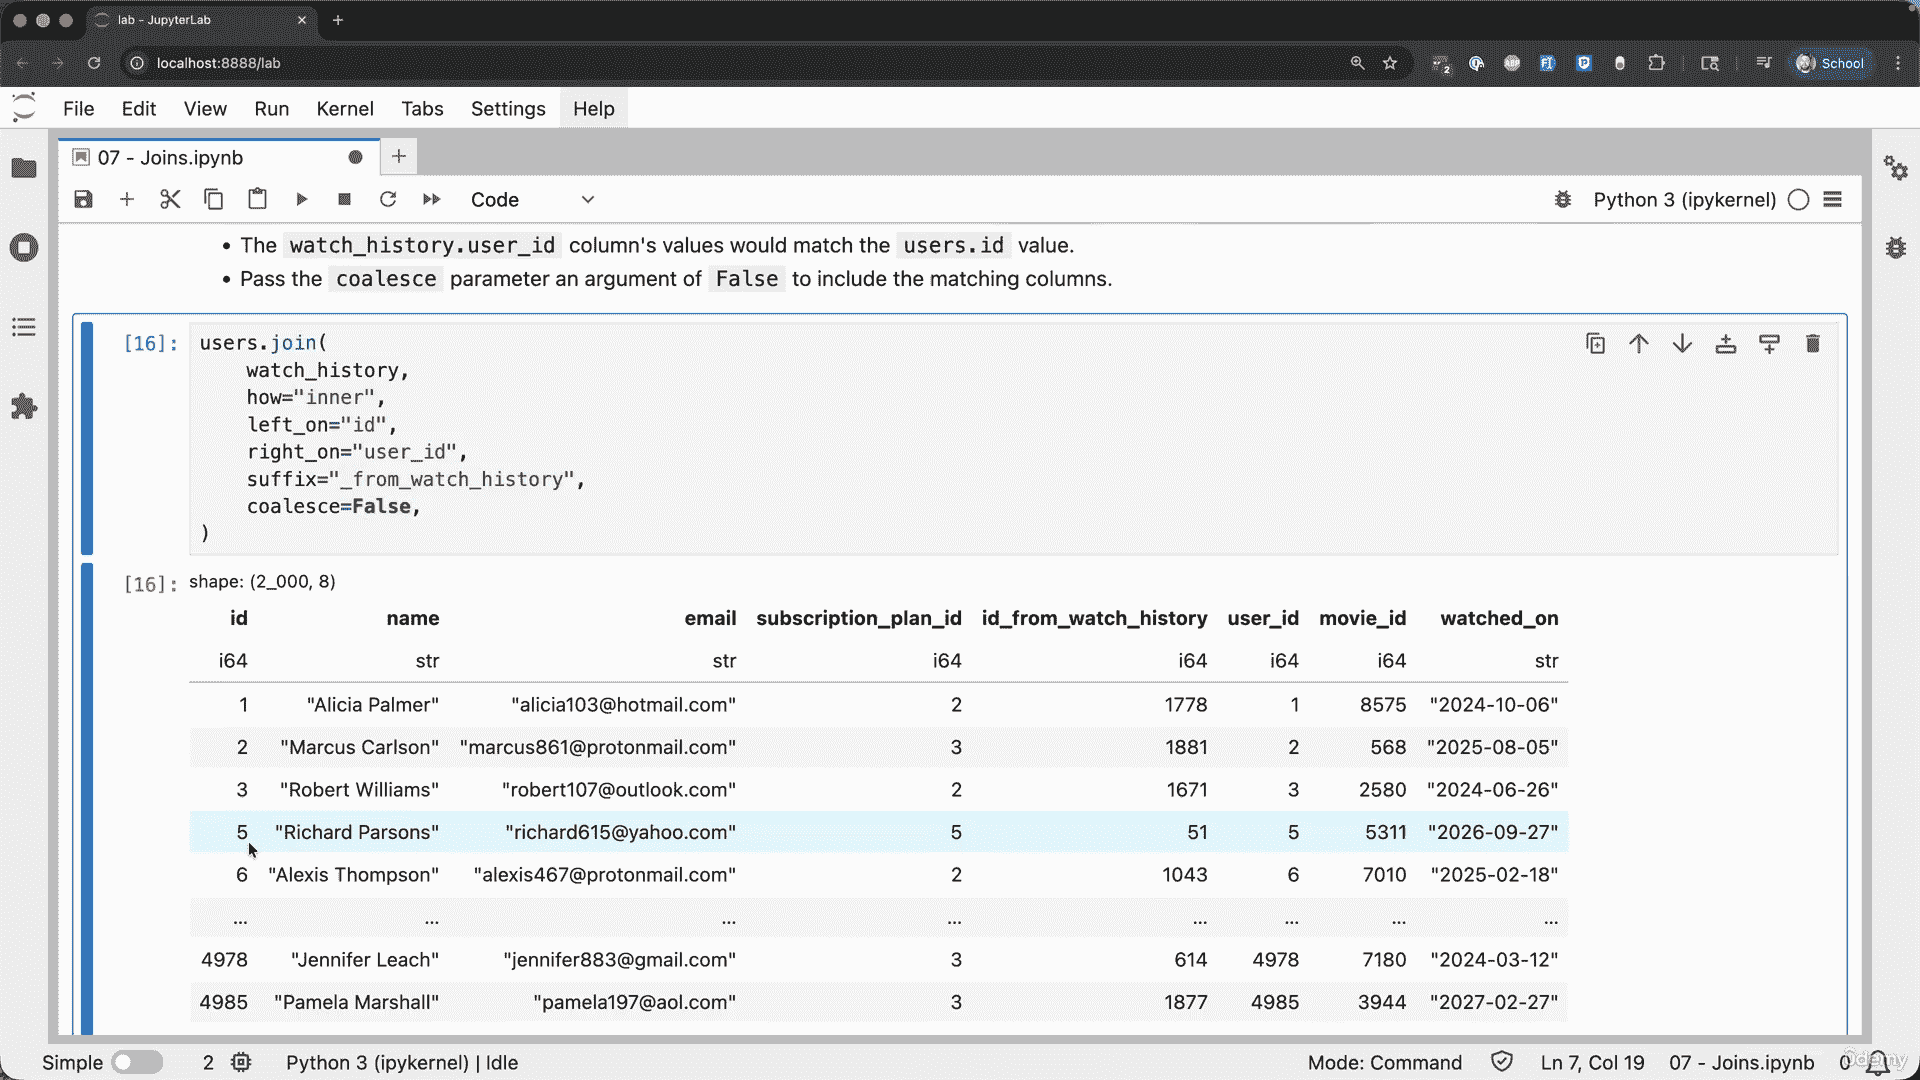 lab - JupyterLab
localhost:8888/lab
2
School
File Edit View Run Kernel Tabs Settings Help
07 - Joins.ipynb
Code
Python 3 (ipykernel)
• The watch_history.user_id column's values would match the users.id value.
• Pass the coalesce parameter an argument of False to include the matching columns.
[16]: users.join(
watch_history,
how="inner",
left_on="id",
right_on="user_id",
suffix="_from_watch_history",
coalesce=False,
)
[16]: shape: (2_000, 8)
id name email subscription_plan_id id_from_watch_history user_id movie_id watched_on
i64 str str i64 i64 i64 i64 str
1 "Alicia Palmer" "alicia103@hotmail.com" 2 1778 1 8575 "2024-10-06"
2 "Marcus Carlson" "marcus861@protonmail.com" 3 1881 2 568 "2025-08-05"
3 "Robert Williams" "robert107@outlook.com" 2 1671 3 2580 "2024-06-26"
5 "Richard Parsons" "richard615@yahoo.com" 5 51 5 5311 "2026-09-27"
6 "Alexis Thompson" "alexis467@protonmail.com" 2 1043 6 7010 "2025-02-18"
… … … … … … … …
4978 "Jennifer Leach" "jennifer883@gmail.com" 3 614 4978 7180 "2024-03-12"
4985 "Pamela Marshall" "pamela197@aol.com" 3 1877 4985 3944 "2027-02-27"
Simple 2 Python 3 (ipykernel) | Idle Mode: Command Ln 7, Col 19 07 - Joins.ipynb 0
udemy